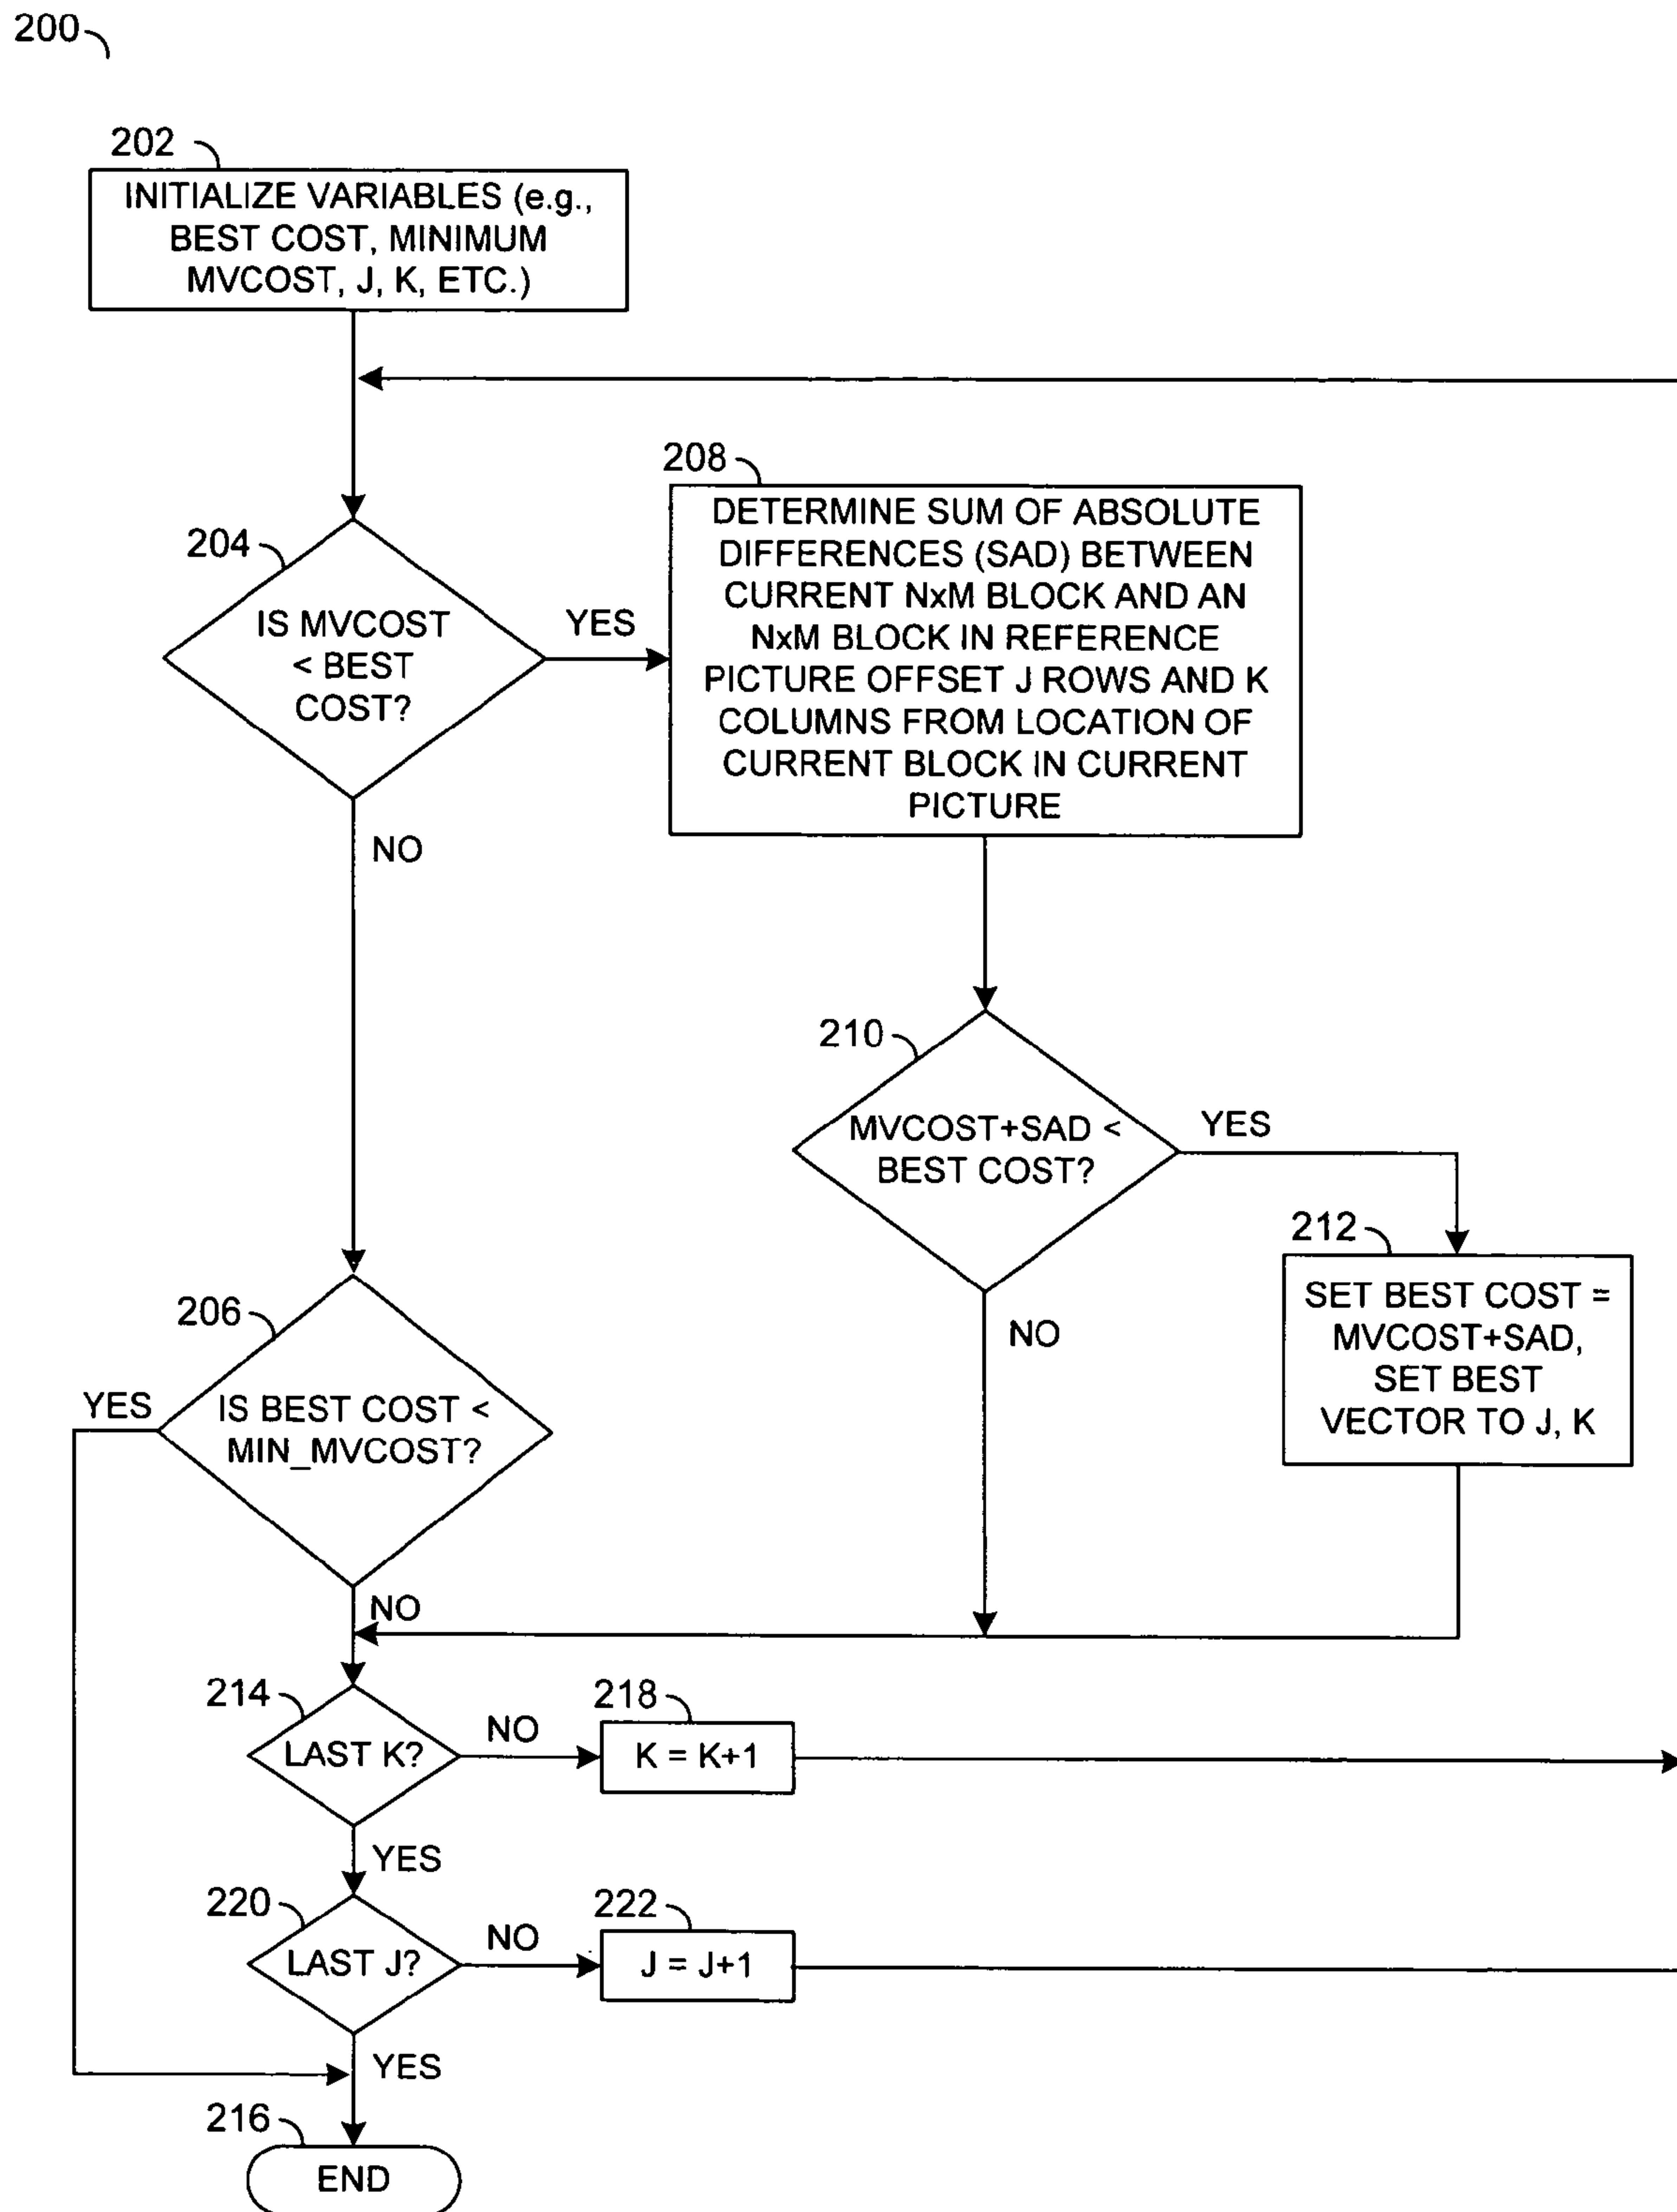 200
202
INITIALIZE VARIABLES (e.g.,
BEST COST, MINIMUM
MVCOST, J, K, ETC.)
204
IS MVCOST
< BEST
COST?
YES
NO
208
DETERMINE SUM OF ABSOLUTE
DIFFERENCES (SAD) BETWEEN
CURRENT NxM BLOCK AND AN
NxM BLOCK IN REFERENCE
PICTURE OFFSET J ROWS AND K
COLUMNS FROM LOCATION OF
CURRENT BLOCK IN CURRENT
PICTURE
210
MVCOST+SAD <
BEST COST?
YES
NO
212
SET BEST COST =
MVCOST+SAD,
SET BEST
VECTOR TO J, K
206
IS BEST COST <
MIN_MVCOST?
YES
NO
214
LAST K?
NO
218
K = K+1
YES
220
LAST J?
NO
222
J = J+1
YES
216
END